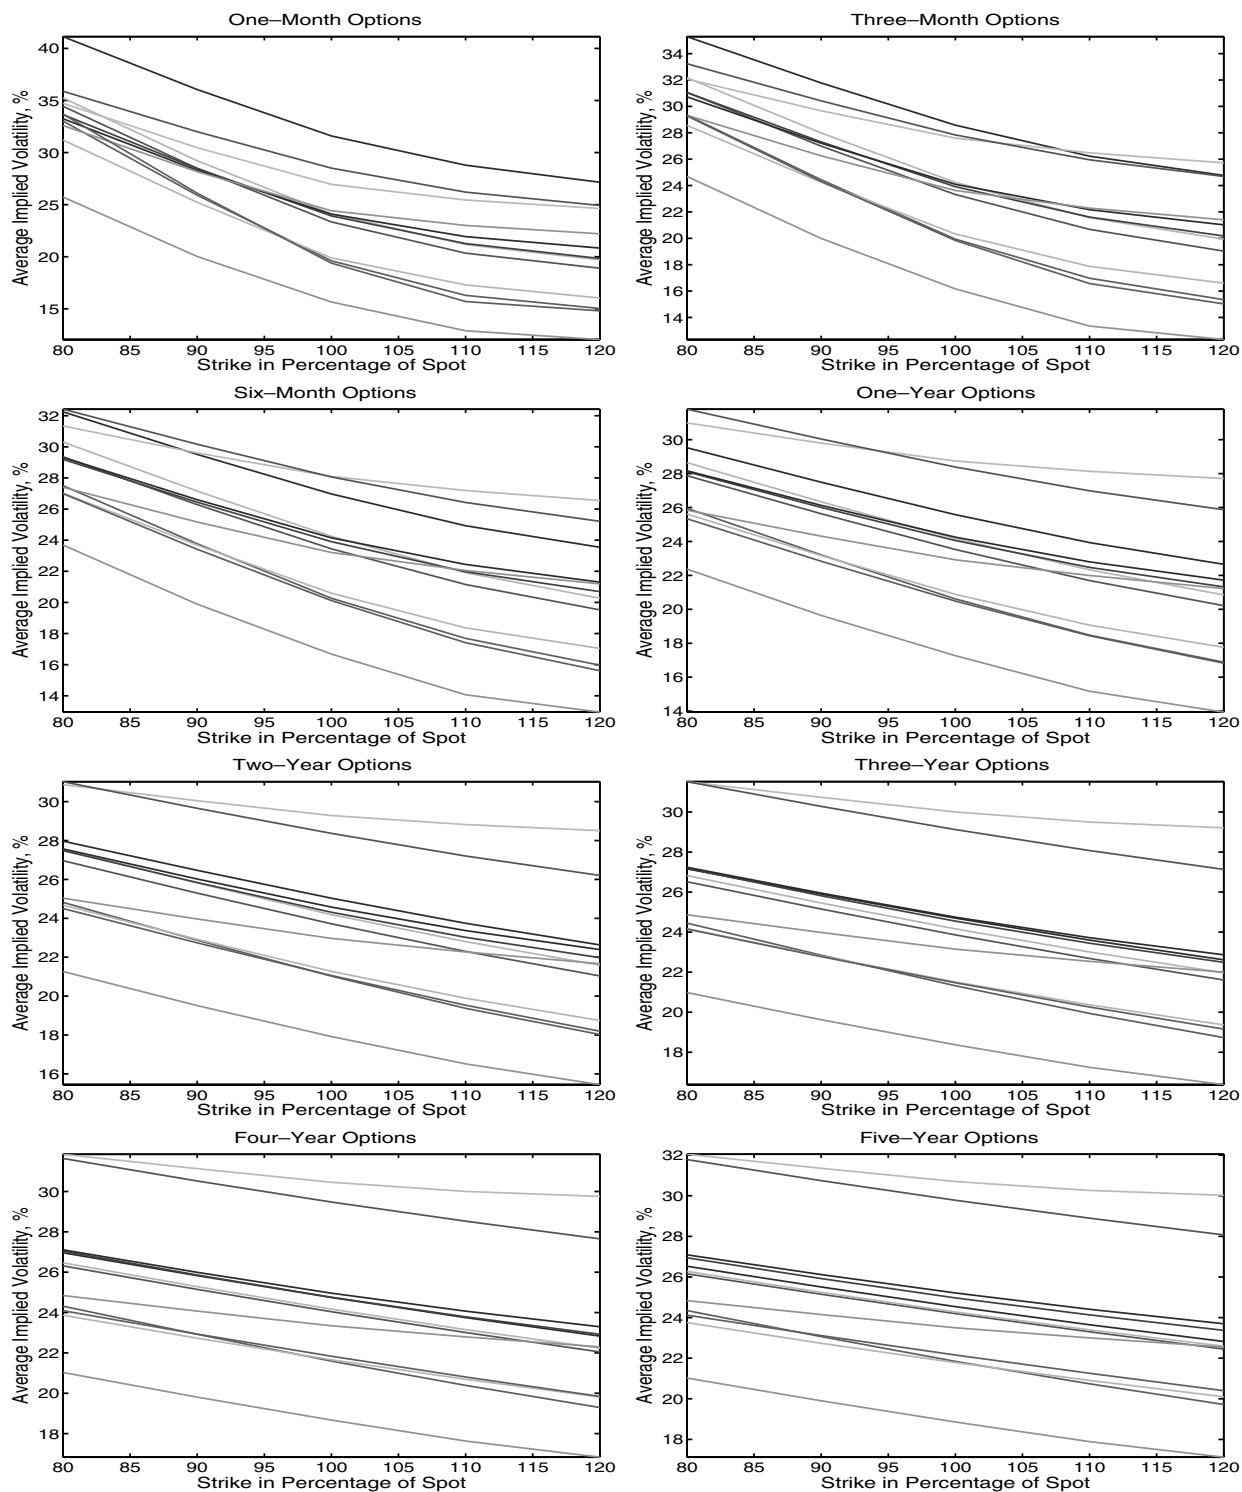 One−Month Options
Average Implied Volatility, %
40
35
30
25
20
15
80 85 90 95 100 105 110 115 120
Strike in Percentage of Spot
Three−Month Options
Average Implied Volatility, %
34
32
30
28
26
24
22
20
18
16
14
80 85 90 95 100 105 110 115 120
Strike in Percentage of Spot
Six−Month Options
Average Implied Volatility, %
32
30
28
26
24
22
20
18
16
14
80 85 90 95 100 105 110 115 120
Strike in Percentage of Spot
One−Year Options
Average Implied Volatility, %
30
28
26
24
22
20
18
16
14
80 85 90 95 100 105 110 115 120
Strike in Percentage of Spot
Two−Year Options
Average Implied Volatility, %
30
28
26
24
22
20
18
16
80 85 90 95 100 105 110 115 120
Strike in Percentage of Spot
Three−Year Options
Average Implied Volatility, %
30
28
26
24
22
20
18
80 85 90 95 100 105 110 115 120
Strike in Percentage of Spot
Four−Year Options
Average Implied Volatility, %
30
28
26
24
22
20
18
80 85 90 95 100 105 110 115 120
Strike in Percentage of Spot
Five−Year Options
Average Implied Volatility, %
32
30
28
26
24
22
20
18
80 85 90 95 100 105 110 115 120
Strike in Percentage of Spot